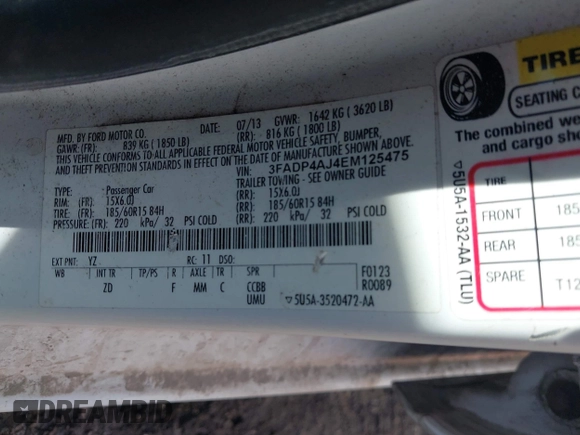 MFD. BY FORD MOTOR CO.
DATE: 07/13 GVWR: 1642 KG ( 3620 LB)
GAWR: (FR): 839 KG ( 1850 LB) (RR): 816 KG ( 1800 LB)
THIS VEHICLE CONFORMS TO ALL APPLICABLE FEDERAL MOTOR VEHICLE SAFETY, BUMPER,
AND THEFT PREVENTION STANDARDS IN EFFECT ON THE DATE OF MANUFACTURE SHOWN ABOVE.
VIN: 3FADP4AJ4EM125475
TYPE: Passenger Car TRAILER TOWING - SEE OWNER GUIDE
RIM: (FR): 15X6.0J (RR): 15X6.0J
TIRE: (FR): 185/60R15 84H (RR): 185/60R15 84H
PRESSURE: (FR): 220 kPa/ 32 PSI COLD (RR): 220 kPa/ 32 PSI COLD
EXT PNT: YZ RC: 11 DSO:
WB INT TR TP/PS R AXLE TR SPR F0123
ZD F MM C CCBB R0089
UMU ▽5U5A-3520472-AA
▽5U5A-1532-AA (TLU)
TIRE
SEATING
The combined
and cargo
TIRE
FRONT 185
REAR 185
SPARE T12
DREAMBID